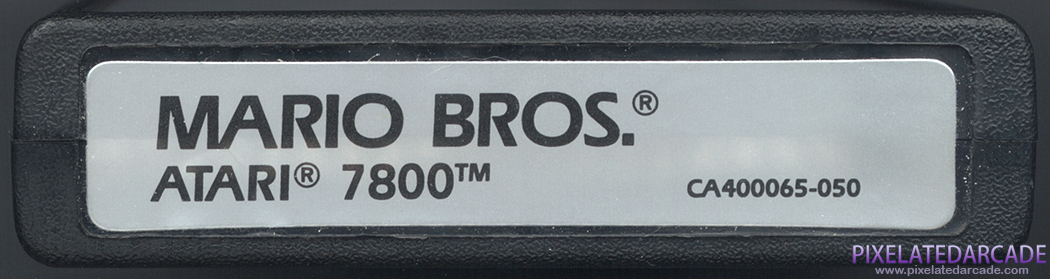 MARIO BROS.®
ATARI® 7800™
CA400065-050
PIXELATEDARCADE
www.pixelatedarcade.com